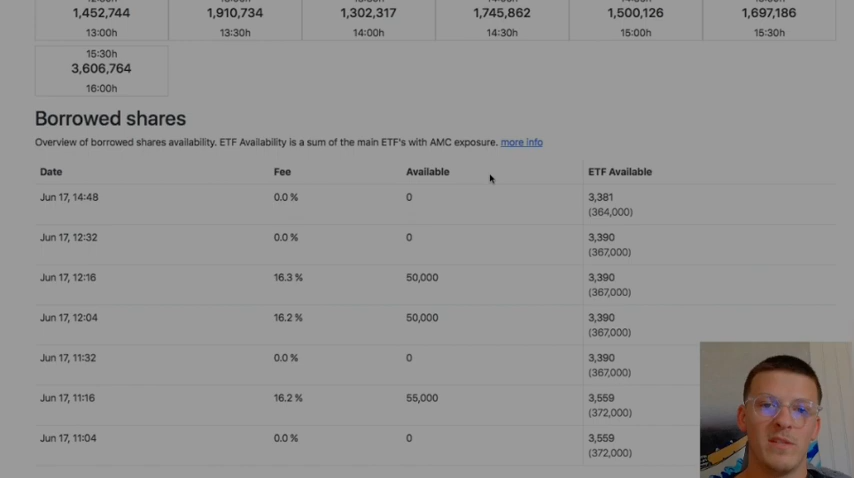 1,452,744 1,910,734 1,302,317 1,745,862 1,500,126 1,697,186
13:00h 13:30h 14:00h 14:30h 15:00h 15:30h
15:30h
3,606,764
16:00h
Borrowed shares
Overview of borrowed shares availability. ETF Availability is a sum of the main ETF's with AMC exposure. more info
Date Fee Available ETF Available
Jun 17, 14:48 0.0 % 0 3,381
(364,000)
Jun 17, 12:32 0.0 % 0 3,390
(367,000)
Jun 17, 12:16 16.3 % 50,000 3,390
(367,000)
Jun 17, 12:04 16.2 % 50,000 3,390
(367,000)
Jun 17, 11:32 0.0 % 0 3,390
(367,000)
Jun 17, 11:16 16.2 % 55,000 3,559
(372,000)
Jun 17, 11:04 0.0 % 0 3,559
(372,000)